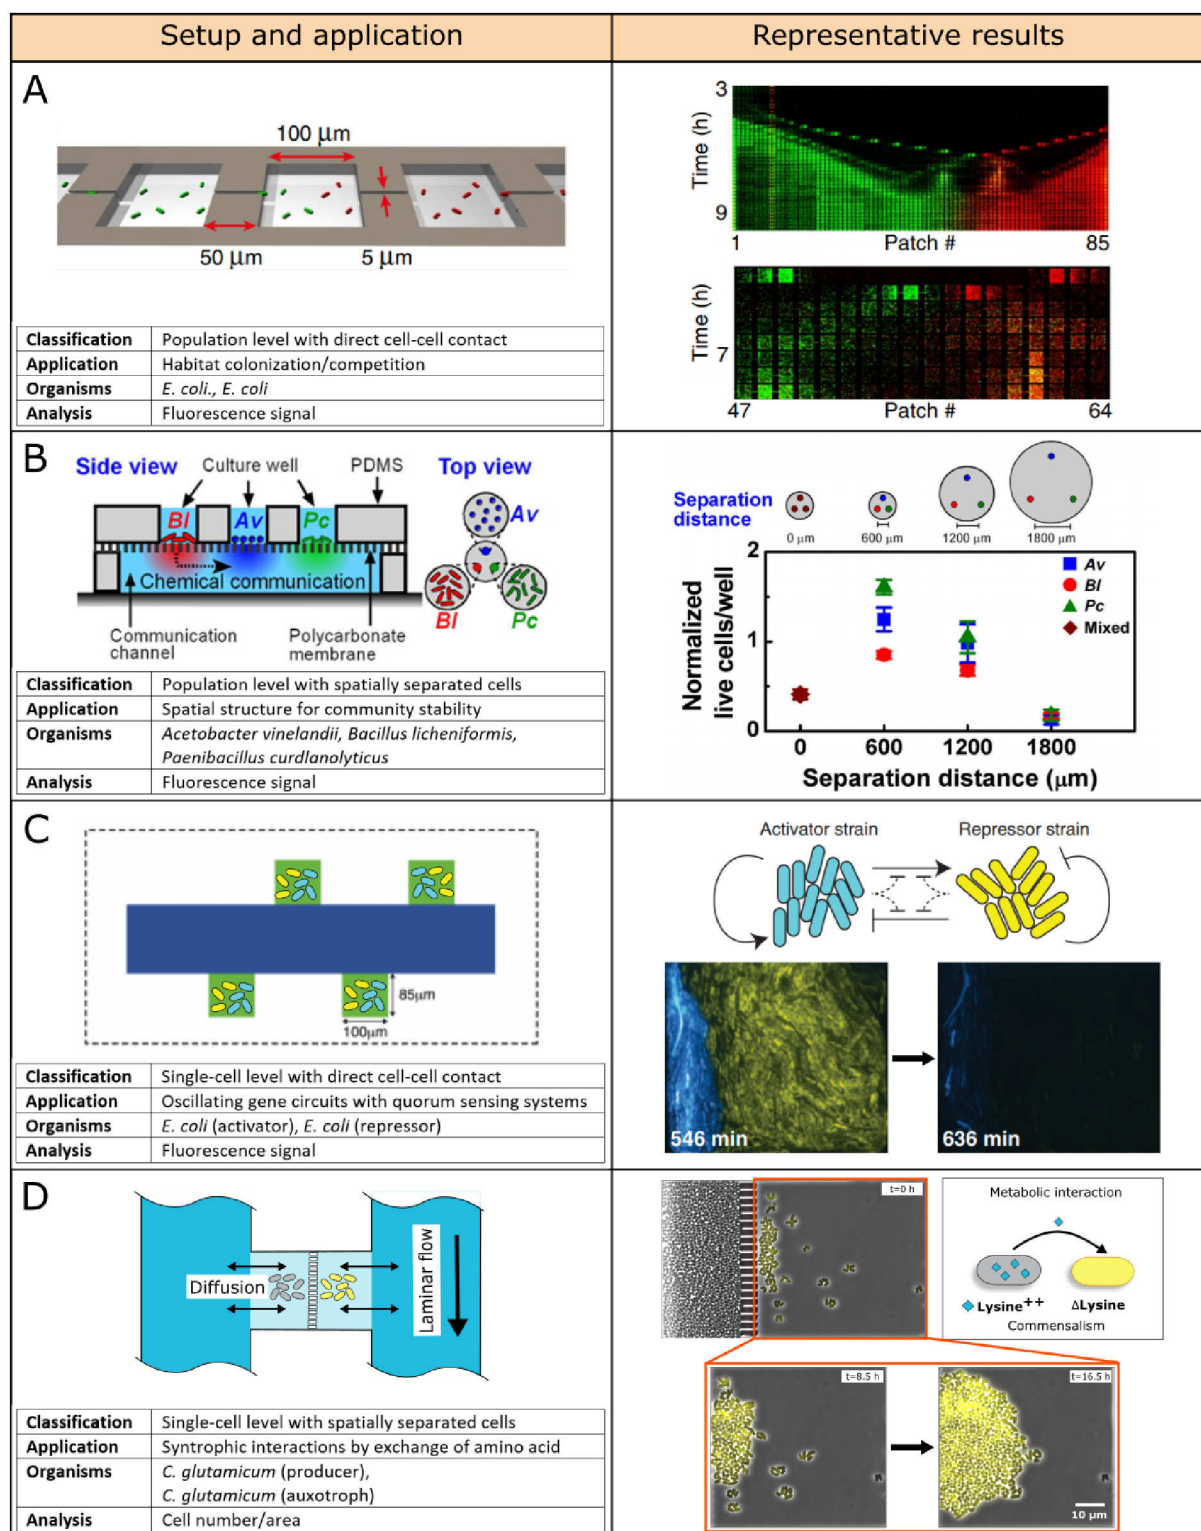 Setup and application
Representative results
A
100 µm
50 µm
5 µm
Classification Population level with direct cell-cell contact
Application Habitat colonization/competition
Organisms E. coli., E. coli
Analysis Fluorescence signal
3
Time (h)
9
1
Patch #
85
Time (h)
7
47
Patch #
64
B
Side view
Culture well
PDMS
Top view
Bl
Av
Pc
Av
Chemical communication
Bl
Pc
Communication
channel
Polycarbonate
membrane
Classification Population level with spatially separated cells
Application Spatial structure for community stability
Organisms Acetobacter vinelandii, Bacillus licheniformis,
Paenibacillus curdlanolyticus
Analysis Fluorescence signal
Separation
distance
0 µm
600 µm
1200 µm
1800 µm
Normalized
live cells/well
2
1
0
Av
Bl
Pc
Mixed
0
600
1200
1800
Separation distance (µm)
C
85µm
100µm
Classification Single-cell level with direct cell-cell contact
Application Oscillating gene circuits with quorum sensing systems
Organisms E. coli (activator), E. coli (repressor)
Analysis Fluorescence signal
Activator strain
Repressor strain
546 min
636 min
D
Diffusion
Laminar flow
Classification Single-cell level with spatially separated cells
Application Syntrophic interactions by exchange of amino acid
Organisms C. glutamicum (producer),
C. glutamicum (auxotroph)
Analysis Cell number/area
t=0 h
Metabolic interaction
Lysine++
ΔLysine
Commensalism
t=8.5 h
t=16.5 h
10 µm